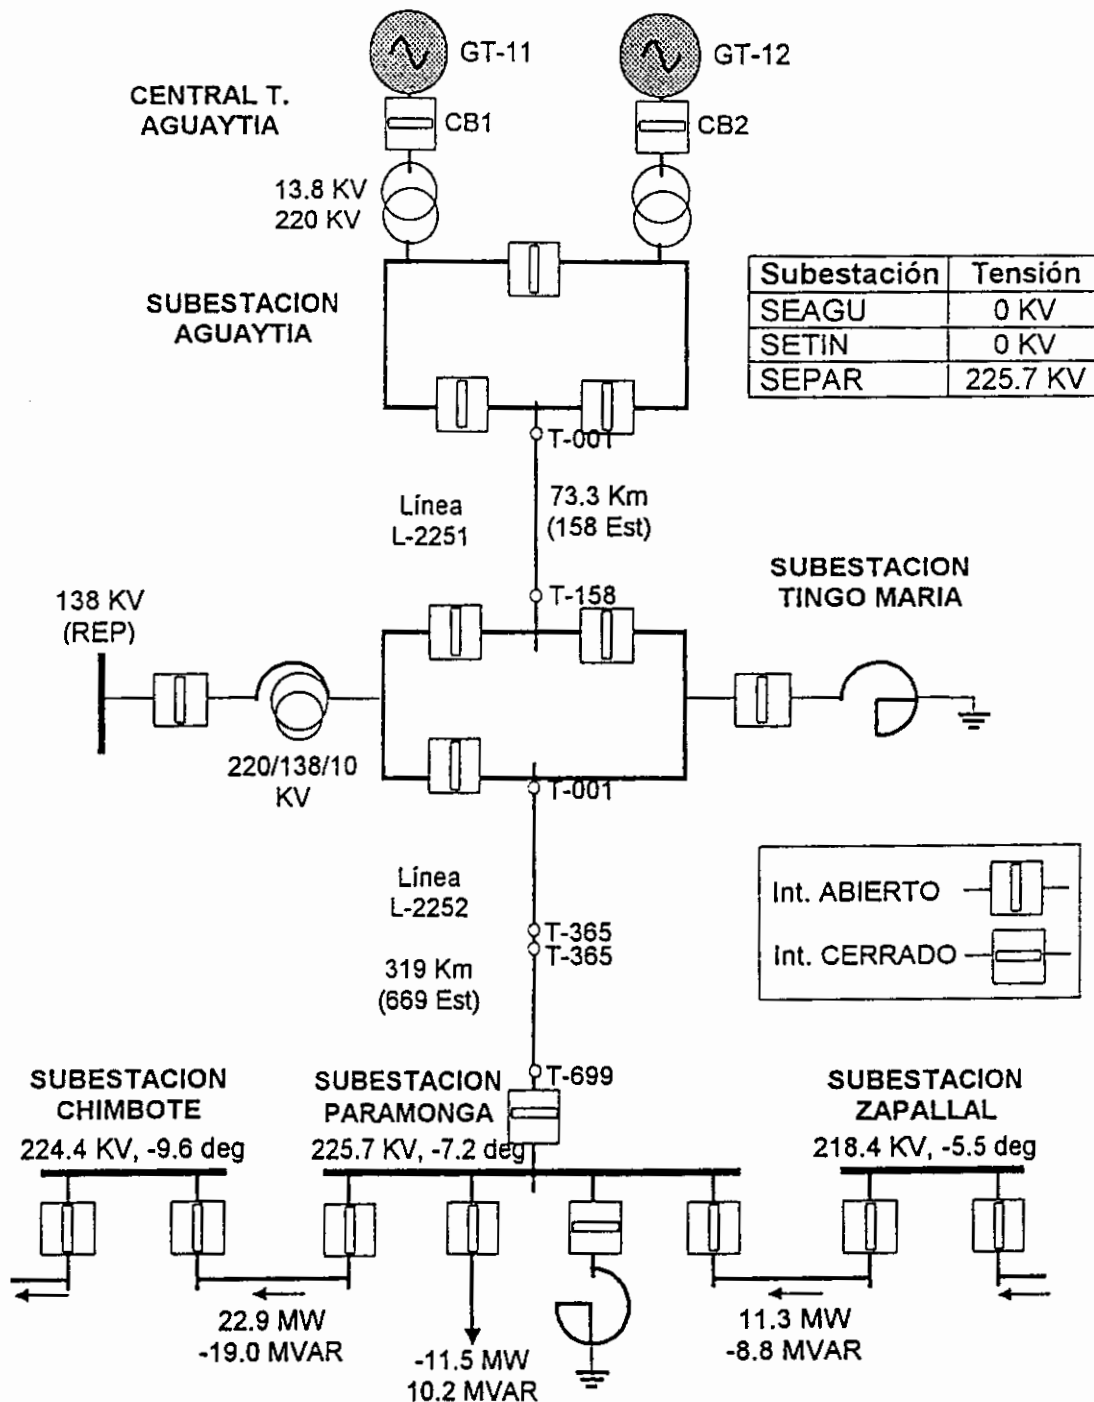 GT-11
GT-12
CENTRAL T.
AGUAYTIA
CB1
CB2
13.8 KV
220 KV
SUBESTACION
AGUAYTIA
Subestación Tensión
SEAGU 0 KV
SETIN 0 KV
SEPAR 225.7 KV
T-001
Línea
L-2251
73.3 Km
(158 Est)
T-158
SUBESTACION
TINGO MARIA
138 KV
(REP)
220/138/10
KV
T-001
Línea
L-2252
T-365
T-365
319 Km
(669 Est)
T-699
Int. ABIERTO
Int. CERRADO
SUBESTACION
CHIMBOTE
224.4 KV, -9.6 deg
SUBESTACION
PARAMONGA
225.7 KV, -7.2 deg
SUBESTACION
ZAPALLAL
218.4 KV, -5.5 deg
22.9 MW
-19.0 MVAR
-11.5 MW
10.2 MVAR
11.3 MW
-8.8 MVAR